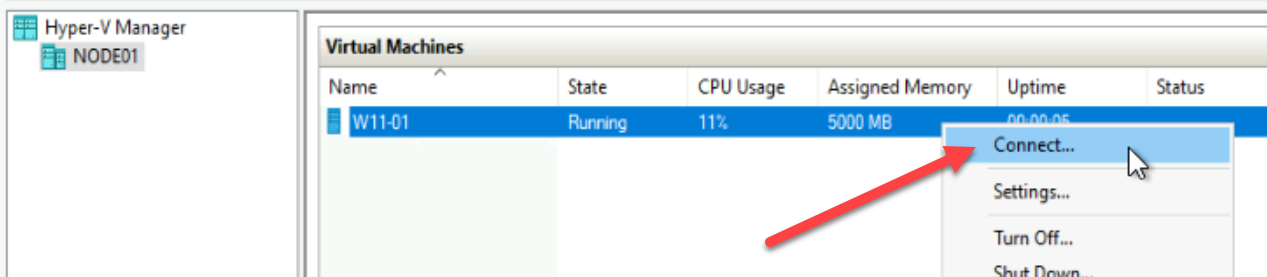 Hyper-V Manager
NODE01
Virtual Machines
Name State CPU Usage Assigned Memory Uptime Status
W11-01 Running 11% 5000 MB 00:00:05
Connect...
Settings...
Turn Off...
Shut Down...